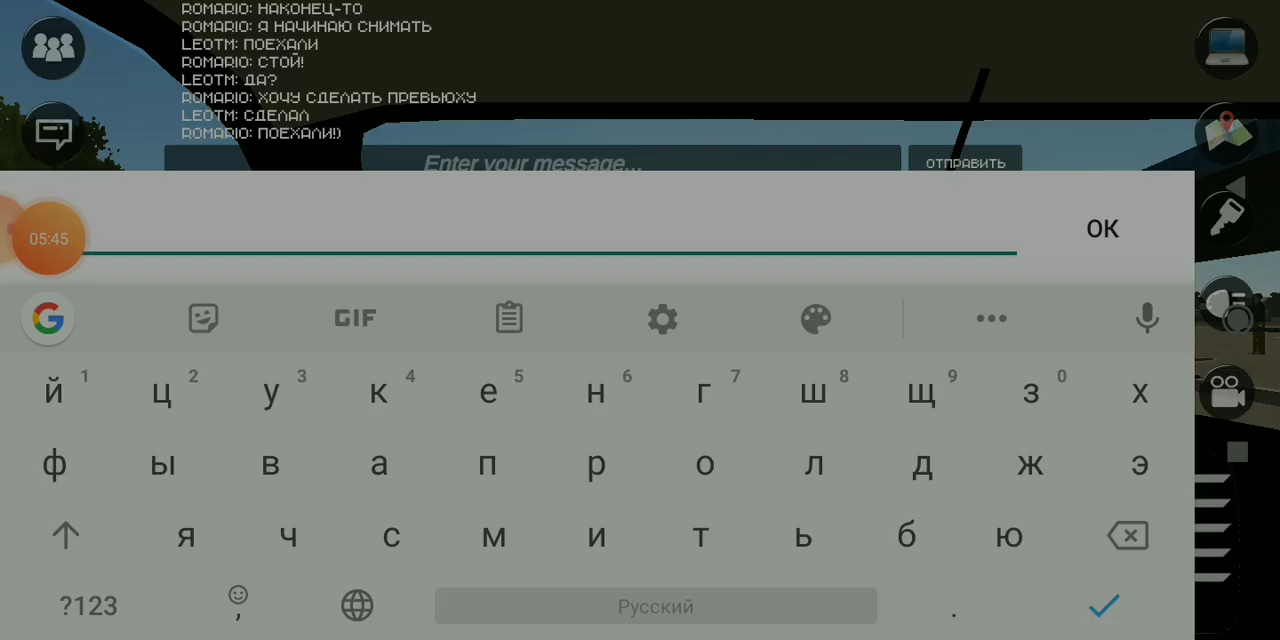 ROMARIO: НАКОНЕЦ-ТО
ROMARIO: Я НАЧИНАЮ СНИМАТЬ
LEOTM: ПОЕХАЛИ
ROMARIO: СТОЙ!
LEOTM: ДА?
ROMARIO: ХОЧУ СДЕЛАТЬ ПРЕВЬЮХУ
LEOTM: СДЕЛАЛ
ROMARIO: ПОЕХАЛИ!)
Enter your message... ОТПРАВИТЬ
05:45 ОК
G GIF
й 1 ц 2 у 3 к 4 е 5 н 6 г 7 ш 8 щ 9 з 0 х
ф ы в а п р о л д ж э
я ч с м и т ь б ю
?123 , Русский .